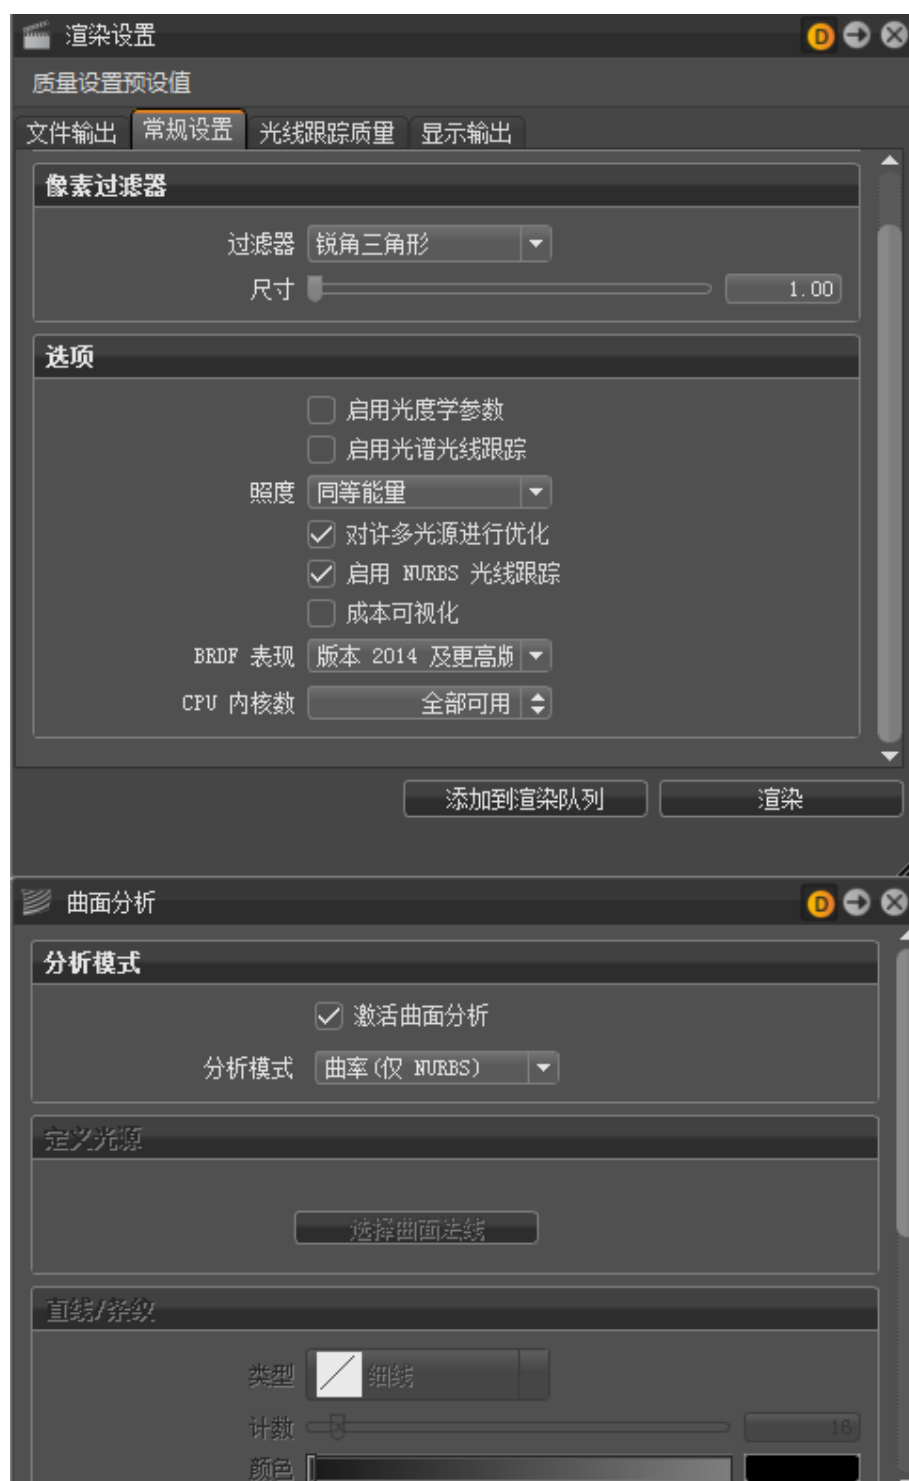 渲染设置
质量设置预设值
文件输出 常规设置 光线跟踪质量 显示输出
像素过滤器
过滤器 锐角三角形
尺寸 1.00
选项
启用光度学参数
启用光谱光线跟踪
照度 同等能量
对许多光源进行优化
启用 NURBS 光线跟踪
成本可视化
BRDF 表现 版本 2014 及更高版
CPU 内核数 全部可用
添加到渲染队列 渲染
曲面分析
分析模式
激活曲面分析
分析模式 曲率(仅 NURBS)
定义光源
选择曲面法线
直线/条纹
类型 细线
计数 16
颜色